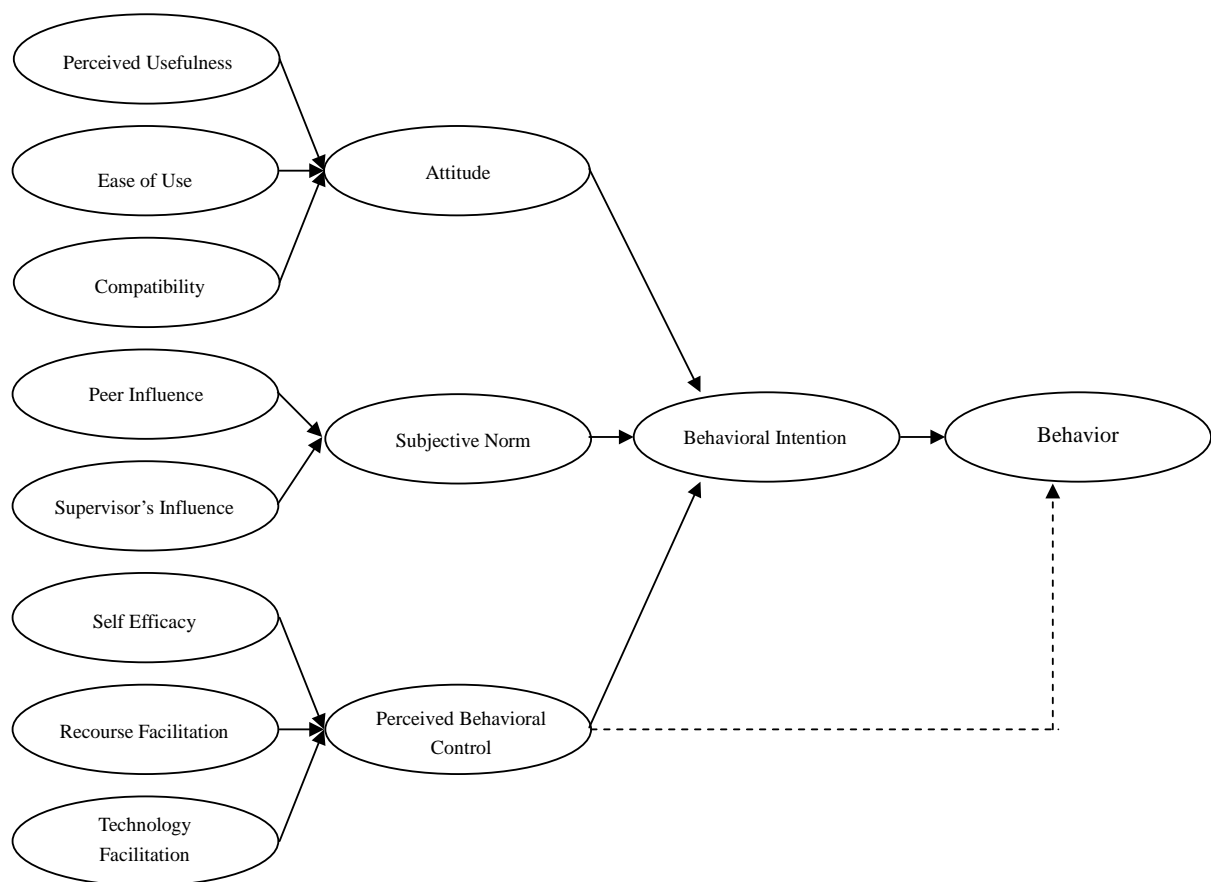 Perceived Usefulness
Ease of Use
Compatibility
Peer Influence
Supervisor’s Influence
Self Efficacy
Recourse Facilitation
Technology
Facilitation
Attitude
Subjective Norm
Perceived Behavioral
Control
Behavioral Intention
Behavior